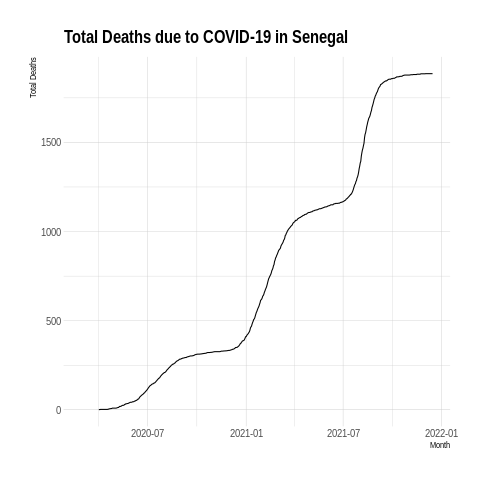 Total Deaths due to COVID-19 in Senegal
Total Deaths
1500
1000
500
0
2020-07 2021-01 2021-07 2022-01
Month